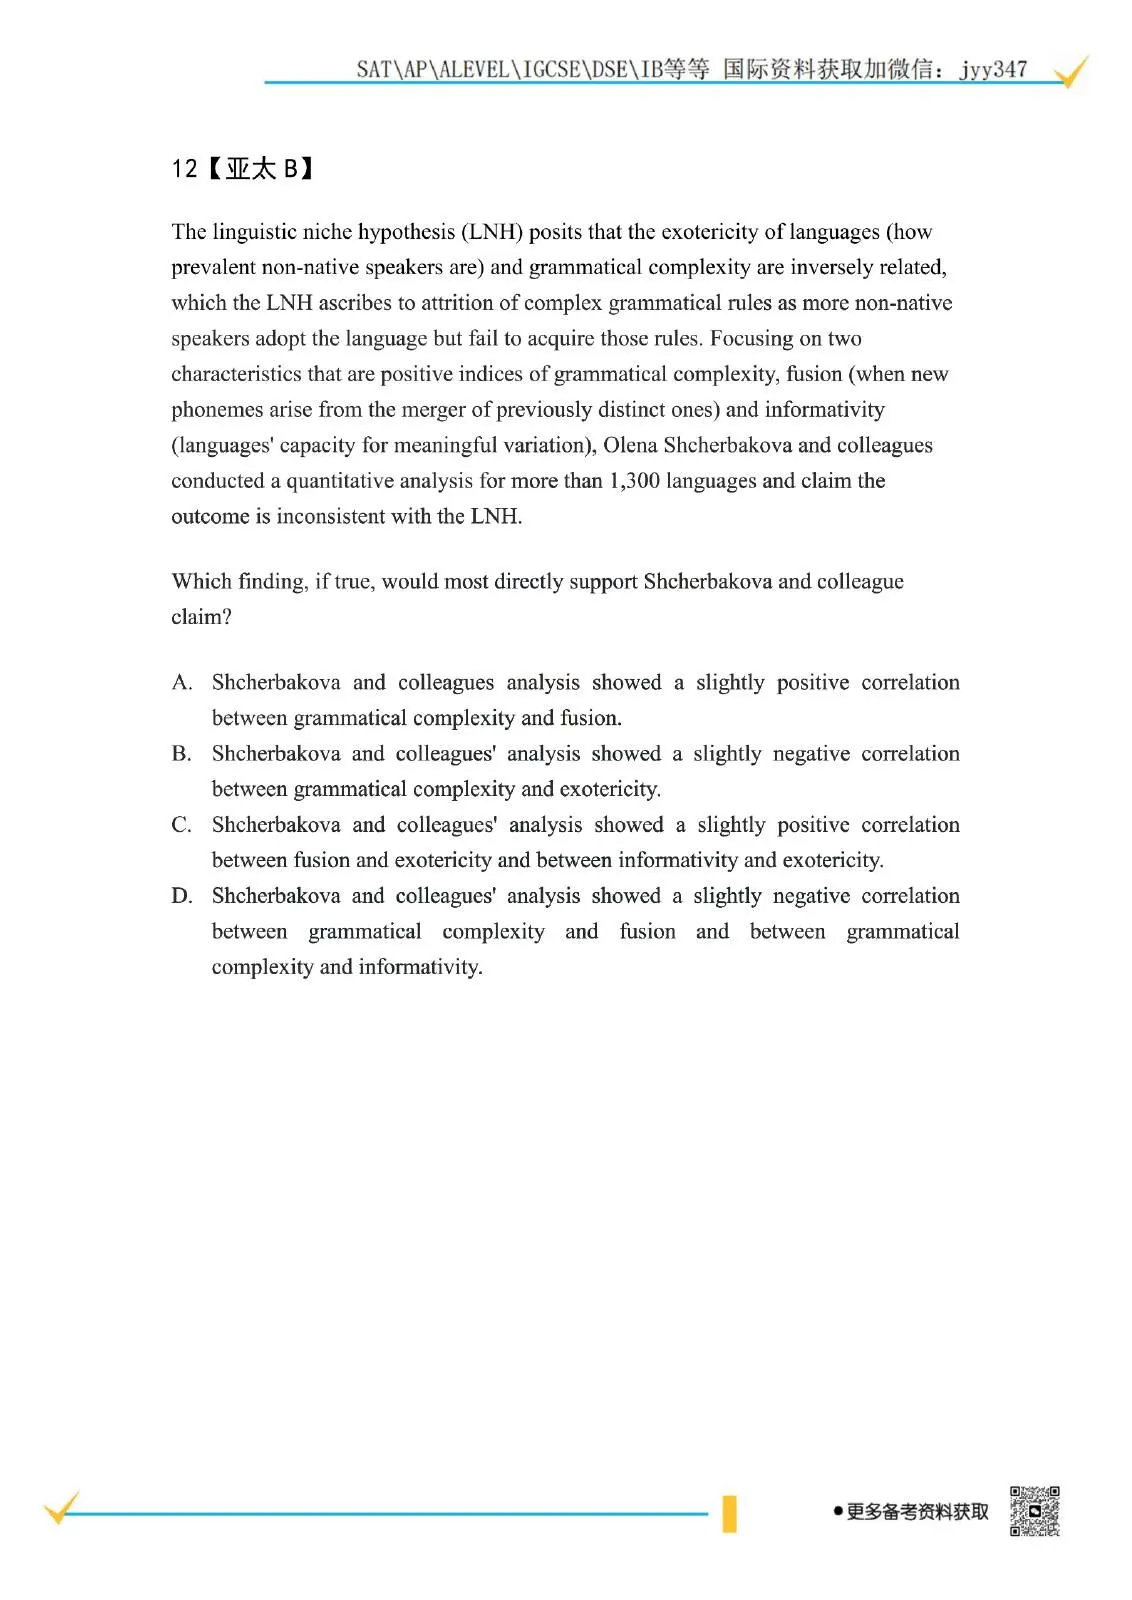 SAT\AP\ALEVEL\IGCSE\DSE\IB等等 国际资料获取加微信：jyy347
12【亚太 B】
The linguistic niche hypothesis (LNH) posits that the exotericity of languages (how
prevalent non-native speakers are) and grammatical complexity are inversely related,
which the LNH ascribes to attrition of complex grammatical rules as more non-native
speakers adopt the language but fail to acquire those rules. Focusing on two
characteristics that are positive indices of grammatical complexity, fusion (when new
phonemes arise from the merger of previously distinct ones) and informativity
(languages' capacity for meaningful variation), Olena Shcherbakova and colleagues
conducted a quantitative analysis for more than 1,300 languages and claim the
outcome is inconsistent with the LNH.
Which finding, if true, would most directly support Shcherbakova and colleague
claim?
A. Shcherbakova and colleagues analysis showed a slightly positive correlation
between grammatical complexity and fusion.
B. Shcherbakova and colleagues' analysis showed a slightly negative correlation
between grammatical complexity and exotericity.
C. Shcherbakova and colleagues' analysis showed a slightly positive correlation
between fusion and exotericity and between informativity and exotericity.
D. Shcherbakova and colleagues' analysis showed a slightly negative correlation
between grammatical complexity and fusion and between grammatical
complexity and informativity.
●更多备考资料获取